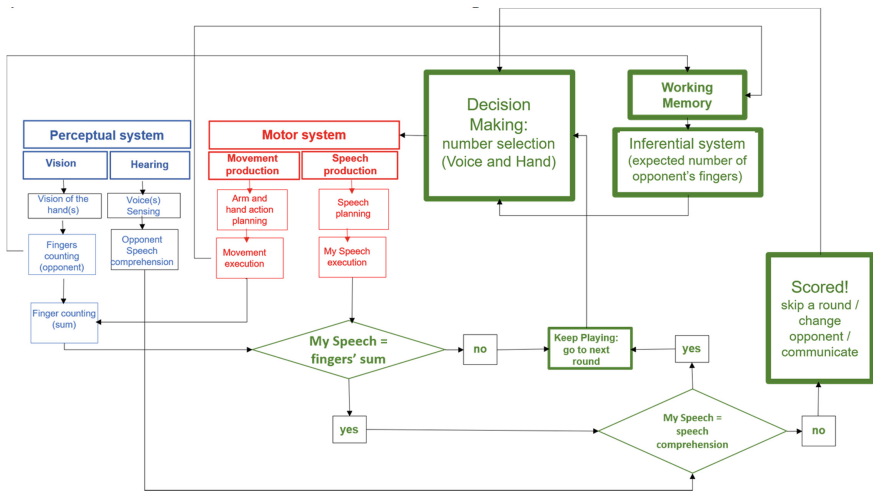 Decision
Making:
number selection
(Voice and Hand)
Working
Memory
Inferential system
(expected number of
opponent's fingers)
Perceptual system
Vision
Hearing
Vision of the
hand(s)
Voice(s)
Sensing
Fingers
counting
(opponent)
Opponent
Speech
comprehension
Finger counting
(sum)
Motor system
Movement
production
Speech
production
Arm and
hand action
planning
Speech
planning
Movement
execution
My Speech
execution
My Speech =
fingers' sum
no
yes
Keep Playing:
go to next
round
yes
My Speech =
speech
comprehension
no
Scored!
skip a round /
change
opponent /
communicate